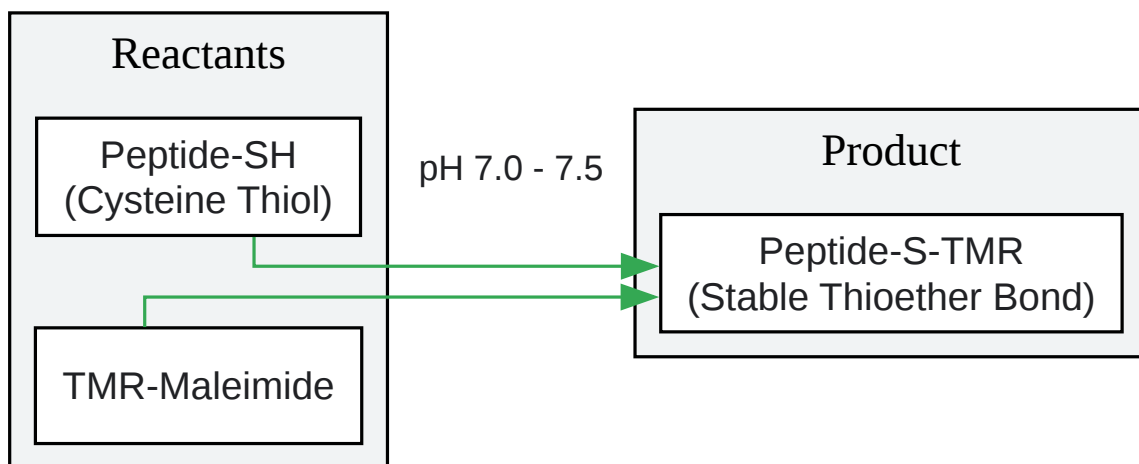 Reactants
Peptide-SH
(Cysteine Thiol)
TMR-Maleimide
pH 7.0 - 7.5
Product
Peptide-S-TMR
(Stable Thioether Bond)